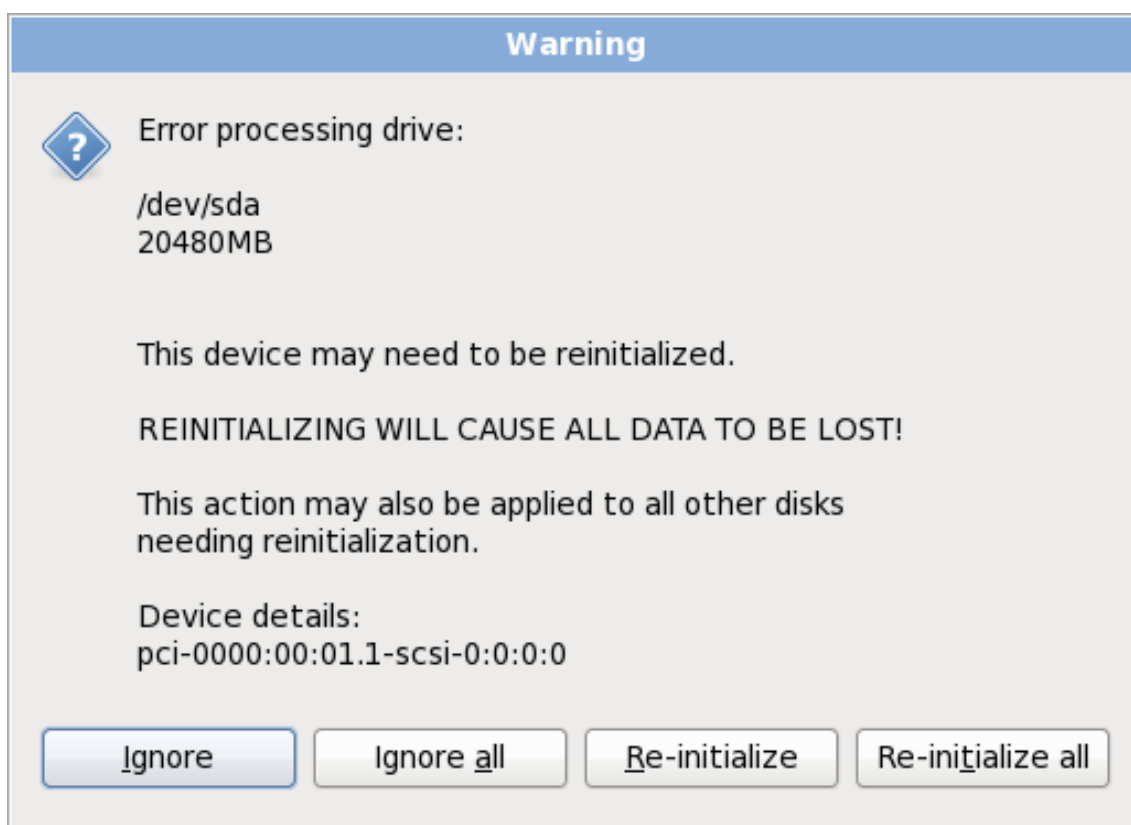 Warning
?
Error processing drive:
/dev/sda
20480MB
This device may need to be reinitialized.
REINITIALIZING WILL CAUSE ALL DATA TO BE LOST!
This action may also be applied to all other disks
needing reinitialization.
Device details:
pci-0000:00:01.1-scsi-0:0:0:0
Ignore
Ignore all
Re-initialize
Re-initialize all